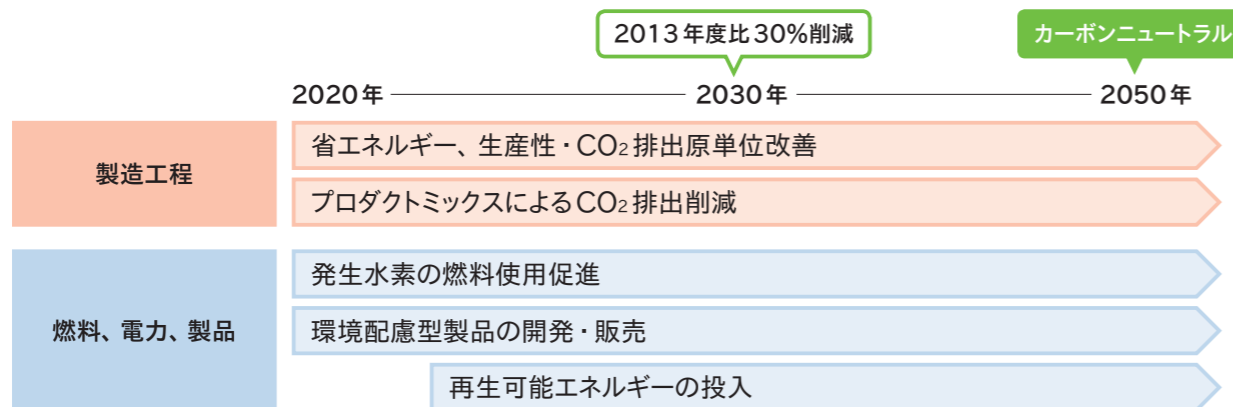 2013年度比30%削減
カーボンニュートラル
2020年
2030年
2050年
製造工程
省エネルギー、生産性・CO₂排出原単位改善
プロダクトミックスによるCO₂排出削減
燃料、電力、製品
発生水素の燃料使用促進
環境配慮型製品の開発・販売
再生可能エネルギーの投入